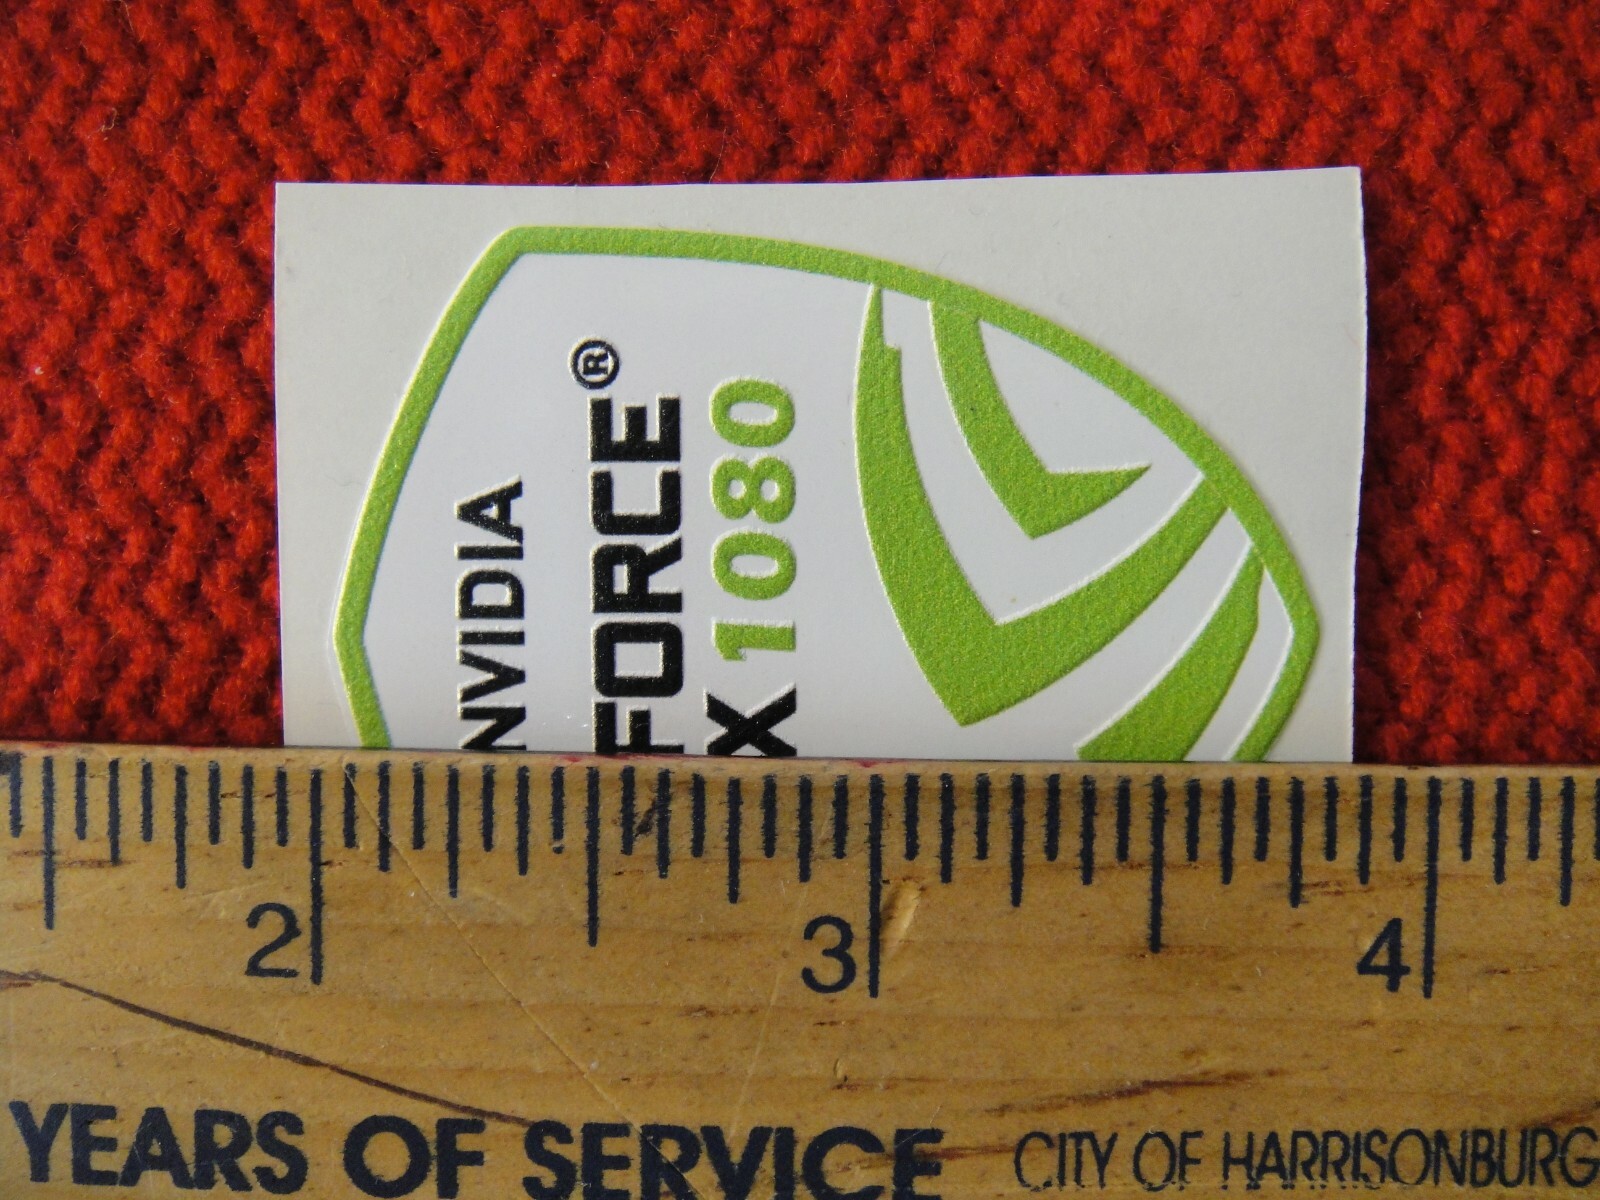 NVIDIA
FORCE®
X 1080
2 3 4
YEARS OF SERVICE CITY OF HARRISONBURG